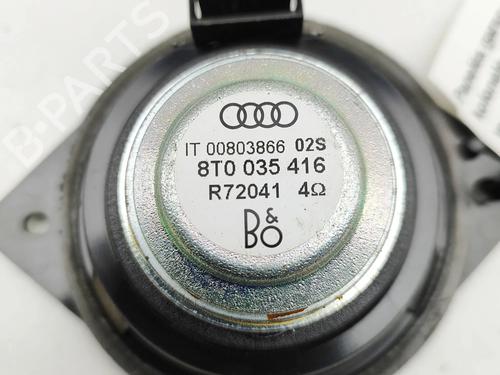 B-PARTS
IT 00803866 02S
8T0 035 416
R72041 4Ω
B&O